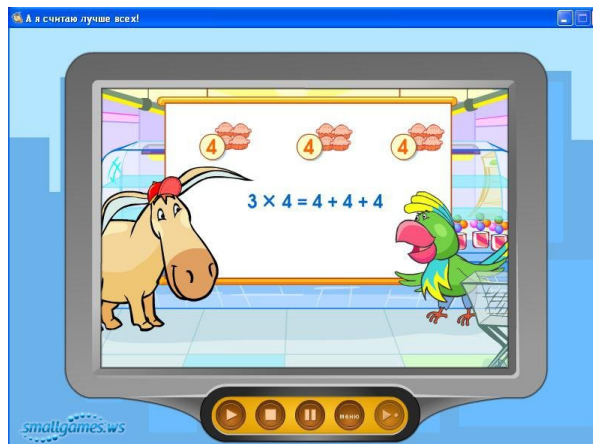 А я считаю лучше всех!
4 4 4
3 × 4 = 4 + 4 + 4
меню
smallgames.ws